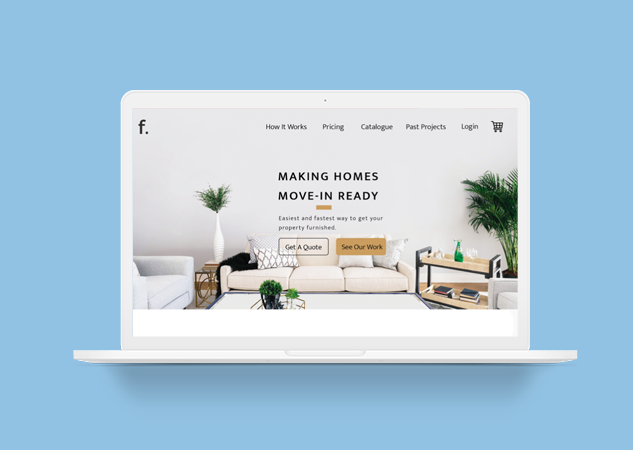 f.
How It Works
Pricing
Catalogue
Past Projects
Login
MAKING HOMES
MOVE-IN READY
Easiest and fastest way to get your
property furnished.
Get A Quote
See Our Work